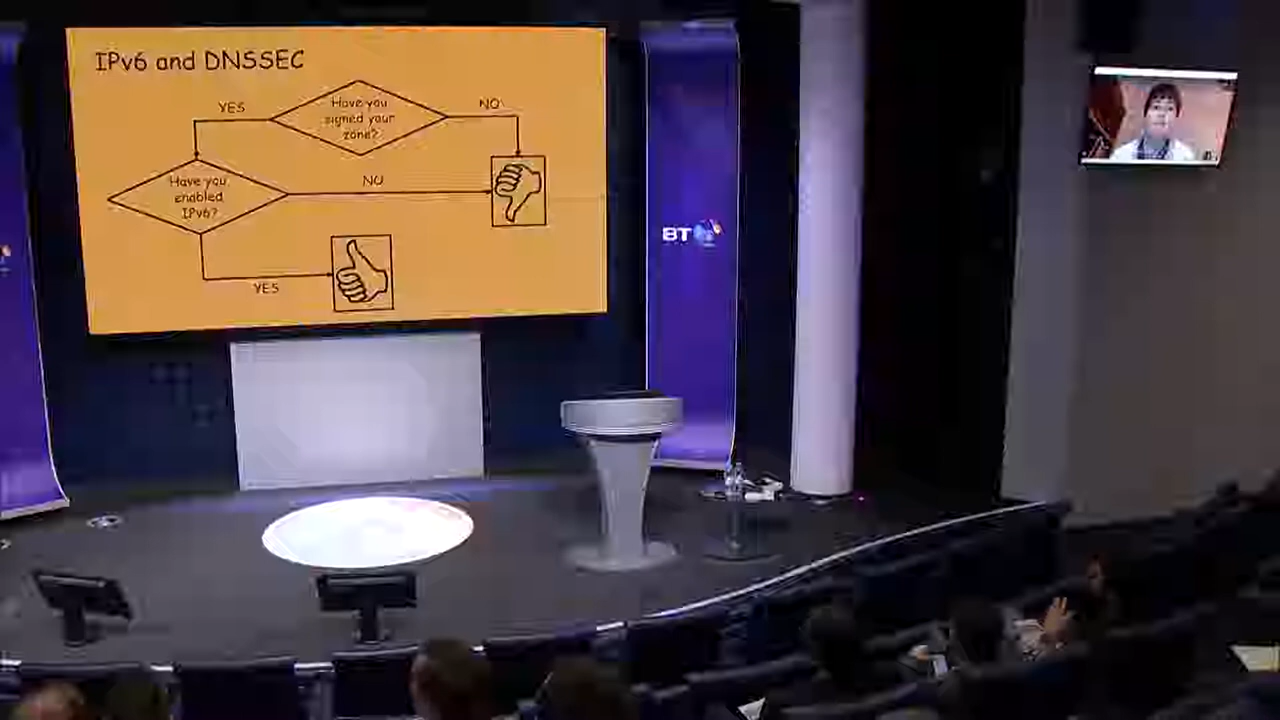 IPv6 and DNSSEC
YES
Have you
signed your
zone?
NO
Have you
enabled
IPv6?
NO
YES
BT